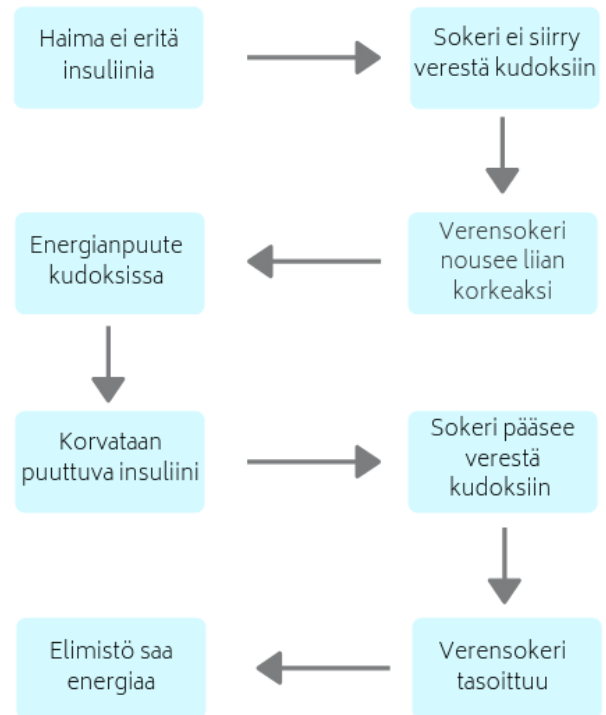 Haima ei eritä
insuliinia
Sokeri ei siirry
verestä kudoksiin
Verensokeri
nousee liian
korkeaksi
Energianpuute
kudoksissa
Korvataan
puuttuva insuliini
Sokeri pääsee
verestä
kudoksiin
Verensokeri
tasoittuu
Elimistö saa
energiaa